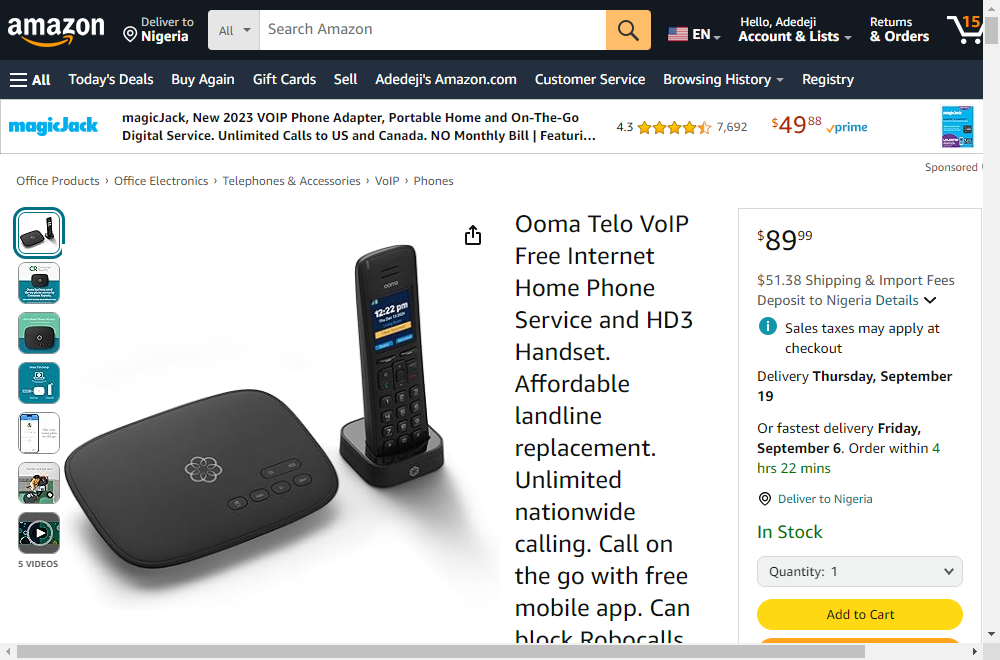 amazon
Deliver to
Nigeria
All
Search Amazon
EN
Hello, Adedeji
Account & Lists
Returns
& Orders
15
All
Today's Deals
Buy Again
Gift Cards
Sell
Adedeji's Amazon.com
Customer Service
Browsing History
Registry
magicJack
magicJack, New 2023 VOIP Phone Adapter, Portable Home and On-The-Go
Digital Service. Unlimited Calls to US and Canada. NO Monthly Bill | Featuri...
4.3
7,692
$49 88
prime
Sponsored
Office Products › Office Electronics › Telephones & Accessories › VoIP › Phones
ooma
12:22 pm
5 VIDEOS
Ooma Telo VoIP
Free Internet
Home Phone
Service and HD3
Handset.
Affordable
landline
replacement.
Unlimited
nationwide
calling. Call on
the go with free
mobile app. Can
block Robocalls
$89 99
$51.38 Shipping & Import Fees
Deposit to Nigeria Details
Sales taxes may apply at
checkout
Delivery Thursday, September
19
Or fastest delivery Friday,
September 6. Order within 4
hrs 22 mins
Deliver to Nigeria
In Stock
Quantity: 1
Add to Cart